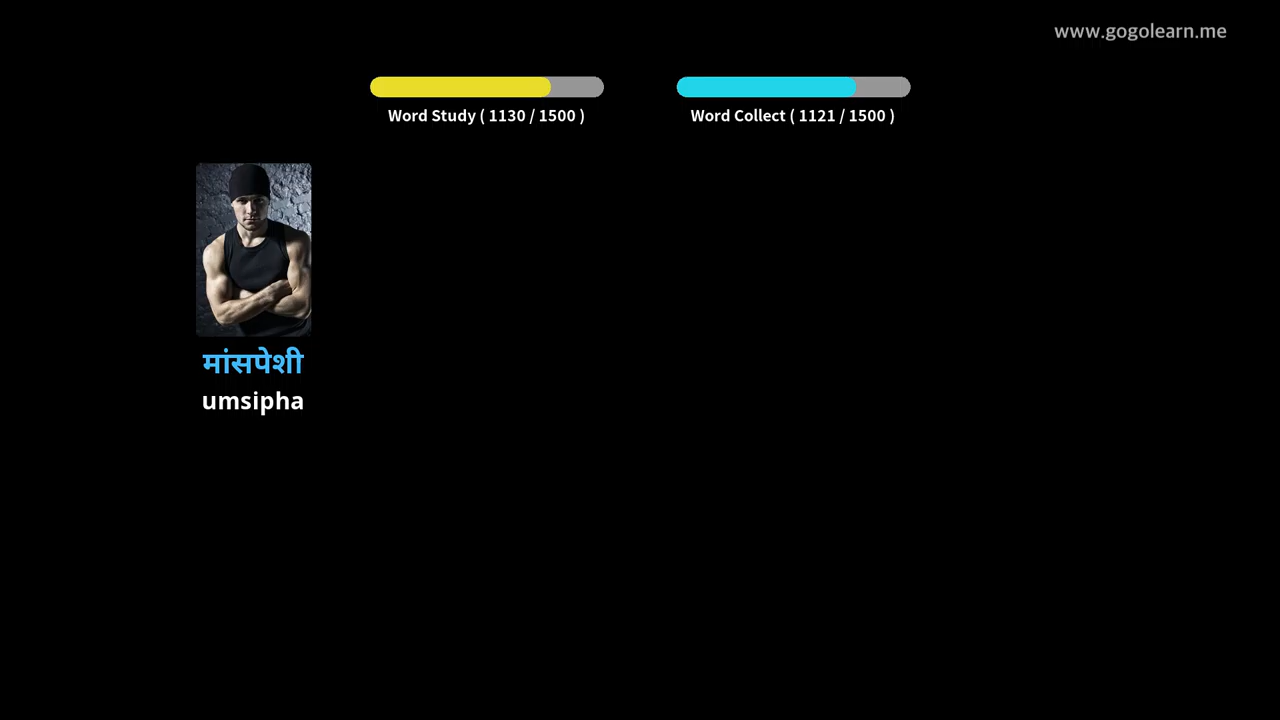 www.gogolearn.me
Word Study ( 1130 / 1500 )
Word Collect ( 1121 / 1500 )
मांसपेशी
umsipha